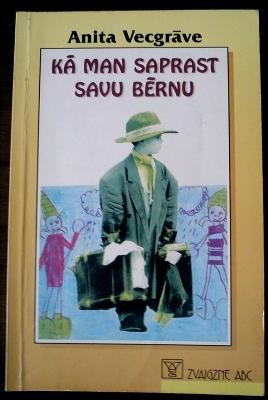 Anita Vecgrāve
KĀ MAN SAPRAST
SAVU BĒRNU
ZVAIGZNE ABC